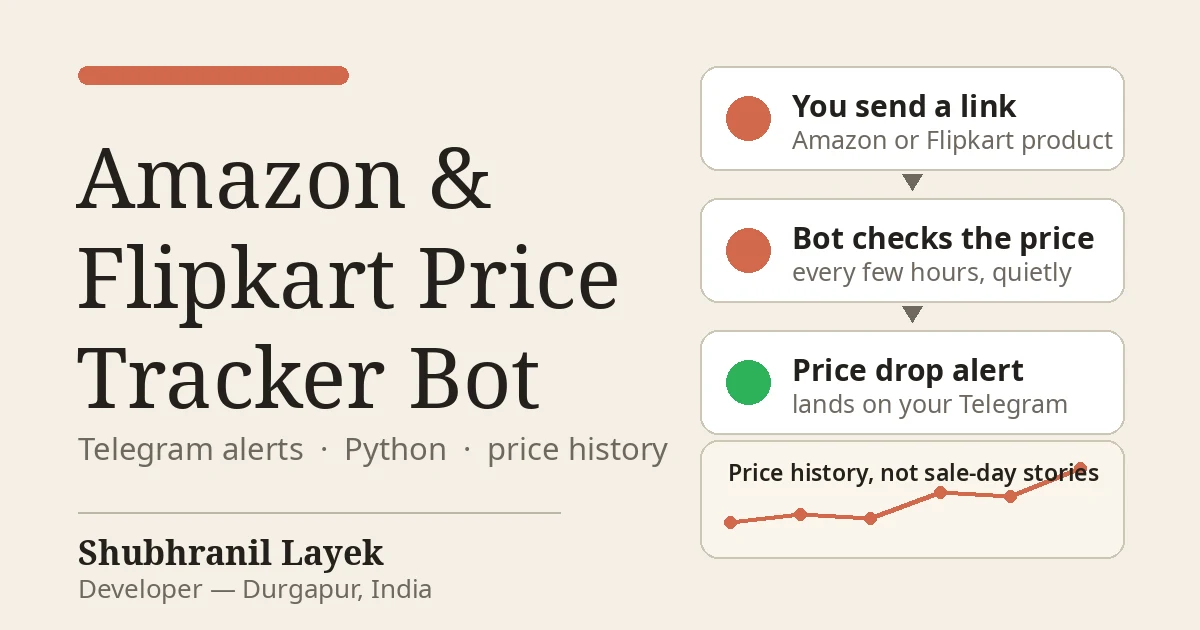 Amazon &
Flipkart Price
Tracker Bot
Telegram alerts · Python · price history
Shubhranil Layek
Developer — Durgapur, India
You send a link
Amazon or Flipkart product
Bot checks the price
every few hours, quietly
Price drop alert
lands on your Telegram
Price history, not sale-day stories